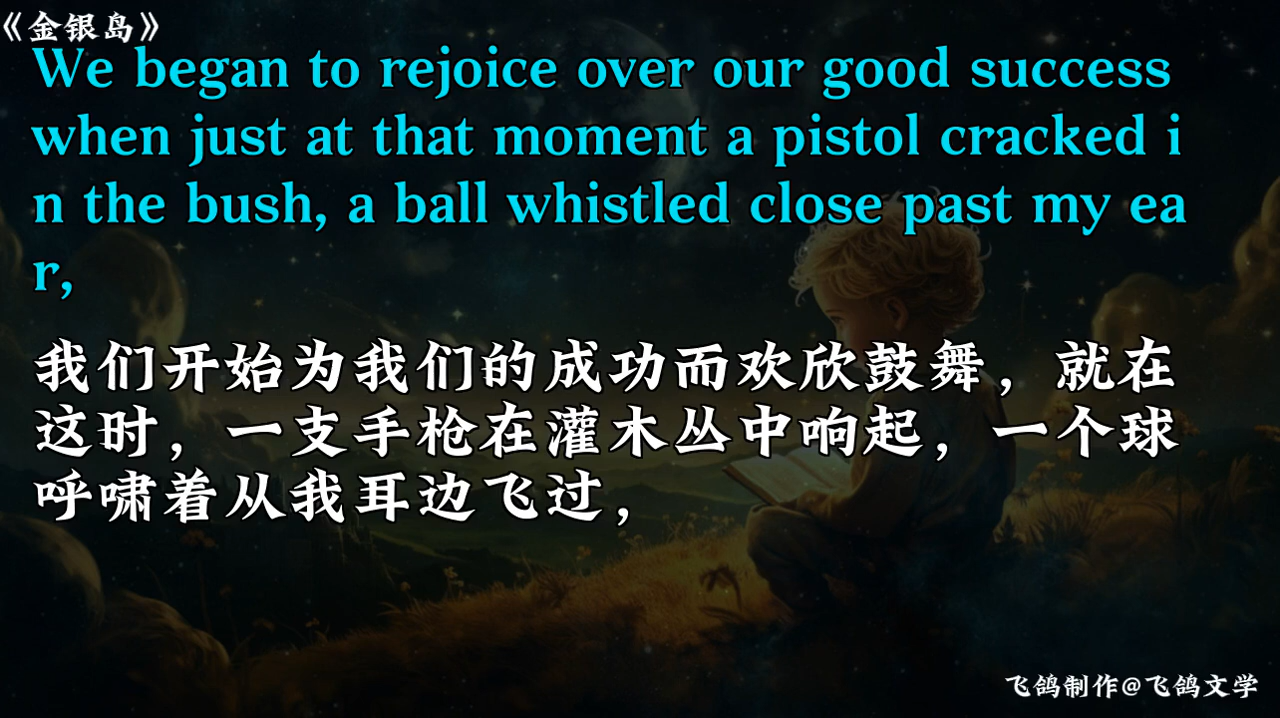 《金银岛》
We began to rejoice over our good success
when just at that moment a pistol cracked i
n the bush, a ball whistled close past my ea
r,
我们开始为我们的成功而欢欣鼓舞，就在
这时，一支手枪在灌木丛中响起，一个球
呼啸着从我耳边飞过，
飞鸽制作@飞鸽文学